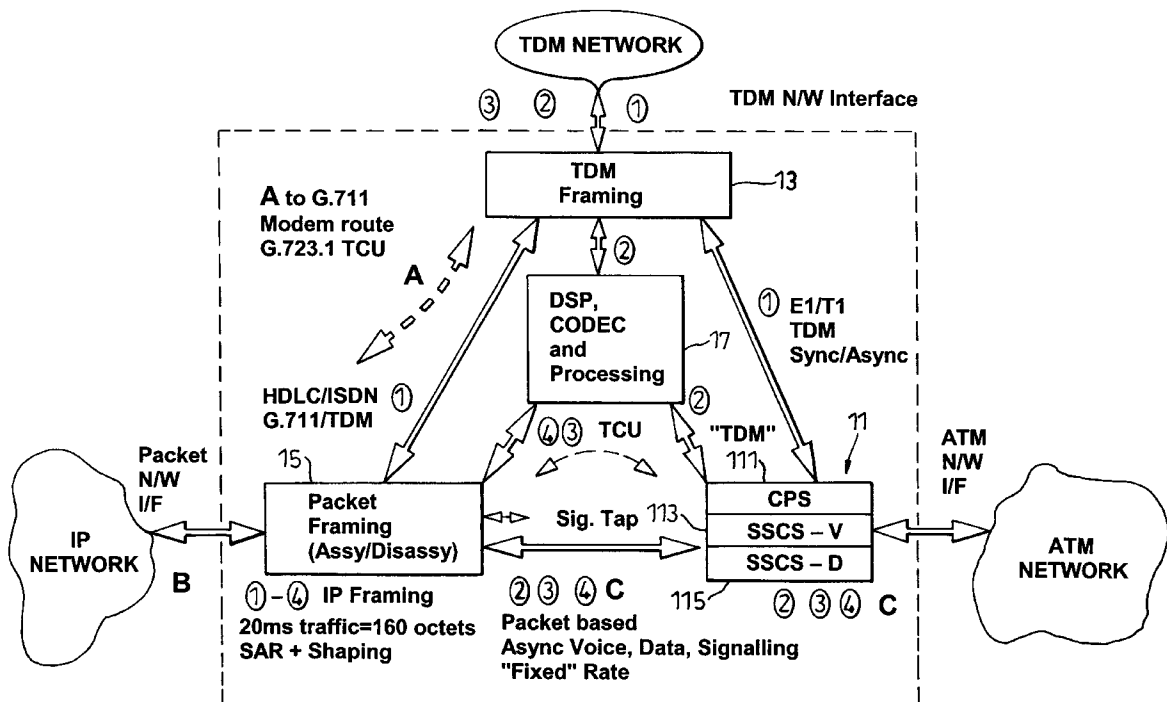 TDM NETWORK
③ ② ①
TDM N/W Interface
TDM
Framing
13
A to G.711
Modem route
G.723.1 TCU
A
②
DSP,
CODEC
and
Processing
17
① E1/T1
TDM
Sync/Async
HDLC/ISDN ①
G.711/TDM
②
④ ③ TCU
"TDM"
11
Packet
N/W
I/F
ATM
N/W
I/F
15
Packet
Framing
(Assy/Disassy)
Sig. Tap
111
CPS
113
SSCS – V
SSCS – D
115
IP
NETWORK
B
ATM
NETWORK
①–④ IP Framing
20ms traffic=160 octets
SAR + Shaping
② ③ ④ C
Packet based
Async Voice, Data, Signalling
"Fixed" Rate
② ③ ④ C